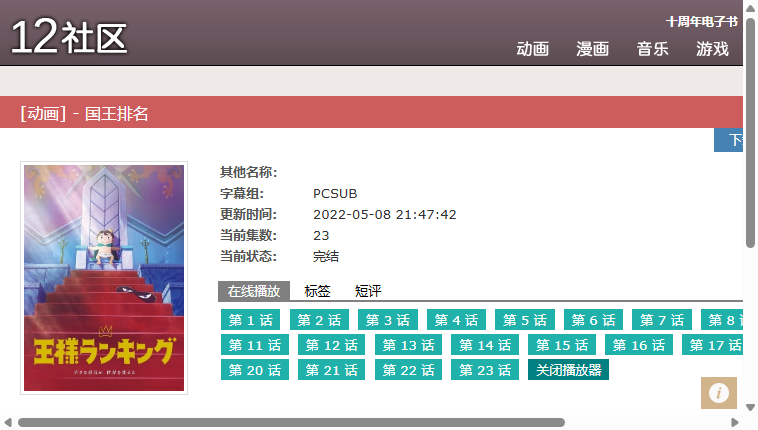 12社区
十周年电子书
动画 漫画 音乐 游戏
[动画] - 国王排名
其他名称:
字幕组: PCSUB
更新时间: 2022-05-08 21:47:42
当前集数: 23
当前状态: 完结
王様ランキング
在线播放 标签 短评
第 1 话 第 2 话 第 3 话 第 4 话 第 5 话 第 6 话 第 7 话 第 8
第 11 话 第 12 话 第 13 话 第 14 话 第 15 话 第 16 话 第 17 话
第 20 话 第 21 话 第 22 话 第 23 话 关闭播放器